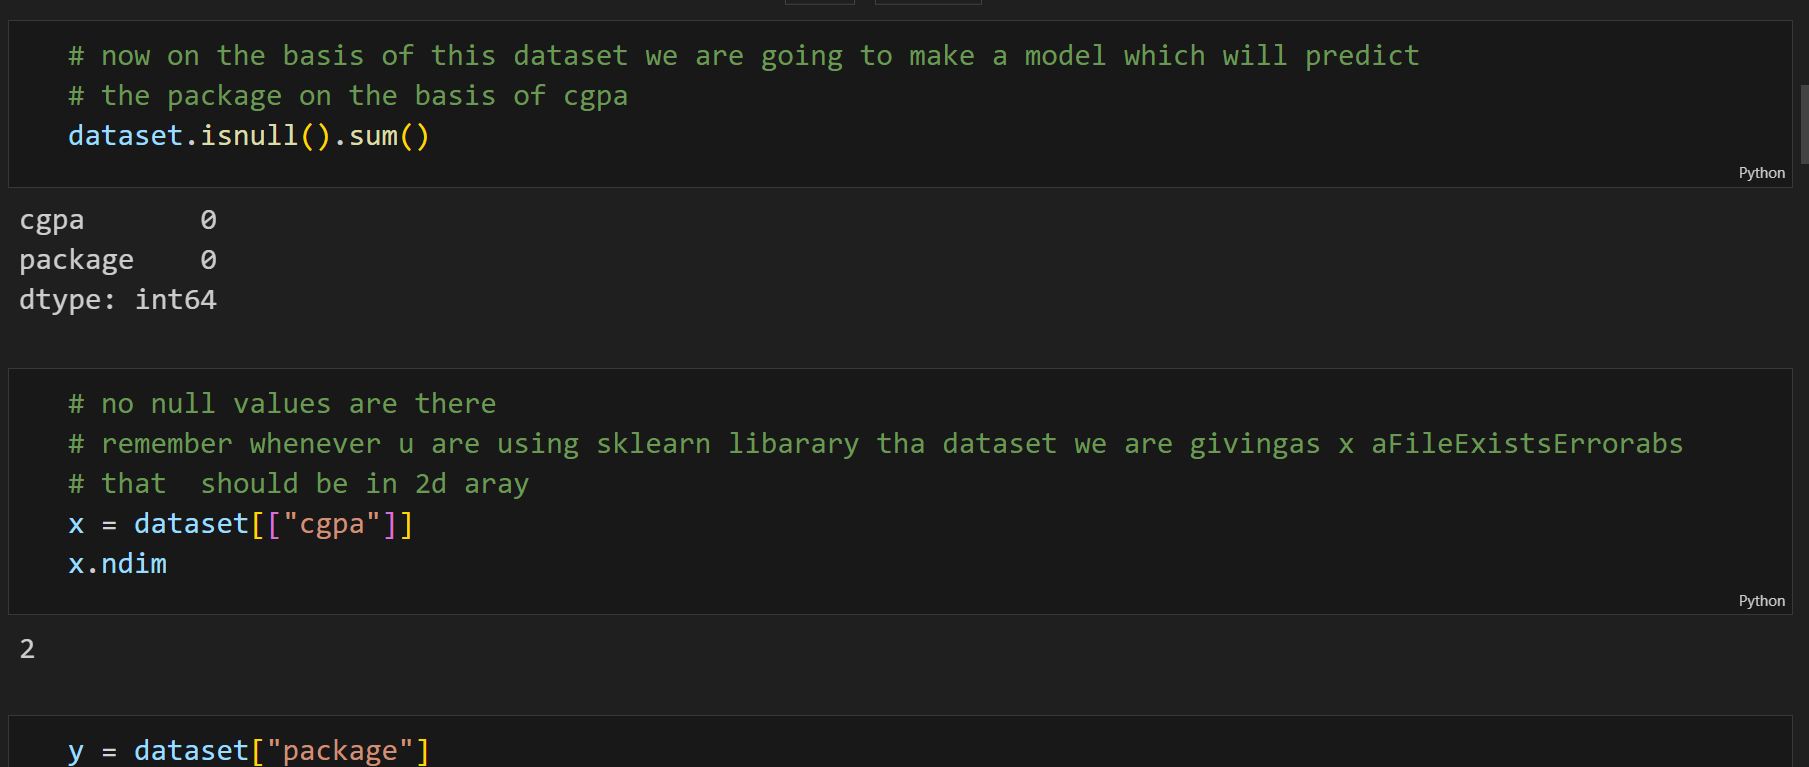 # now on the basis of this dataset we are going to make a model which will predict
# the package on the basis of cgpa
dataset.isnull().sum()
Python
cgpa       0
package    0
dtype: int64
# no null values are there
# remember whenever u are using sklearn libarary tha dataset we are givingas x aFileExistsErrorabs
# that  should be in 2d aray
x = dataset[["cgpa"]]
x.ndim
Python
2
y = dataset["package"]